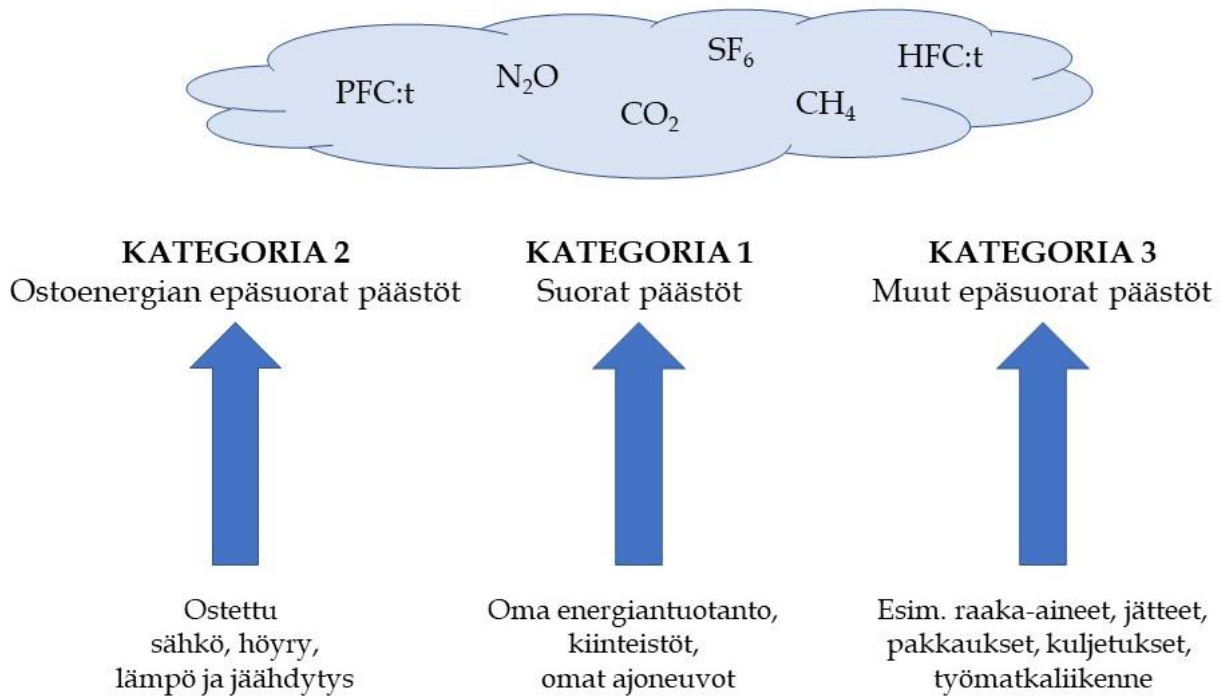 PFC:t
N₂O
CO₂
SF₆
CH₄
HFC:t
KATEGORIA 2
Ostoenergian epäsuorat päästöt
KATEGORIA 1
Suorat päästöt
KATEGORIA 3
Muut epäsuorat päästöt
Ostettu
sähkö, höyry,
lämpö ja jäähdytys
Oma energiantuotanto,
kiinteistöt,
omat ajoneuvot
Esim. raaka-aineet, jätteet,
pakkaukset, kuljetukset,
työmatkaliikenne